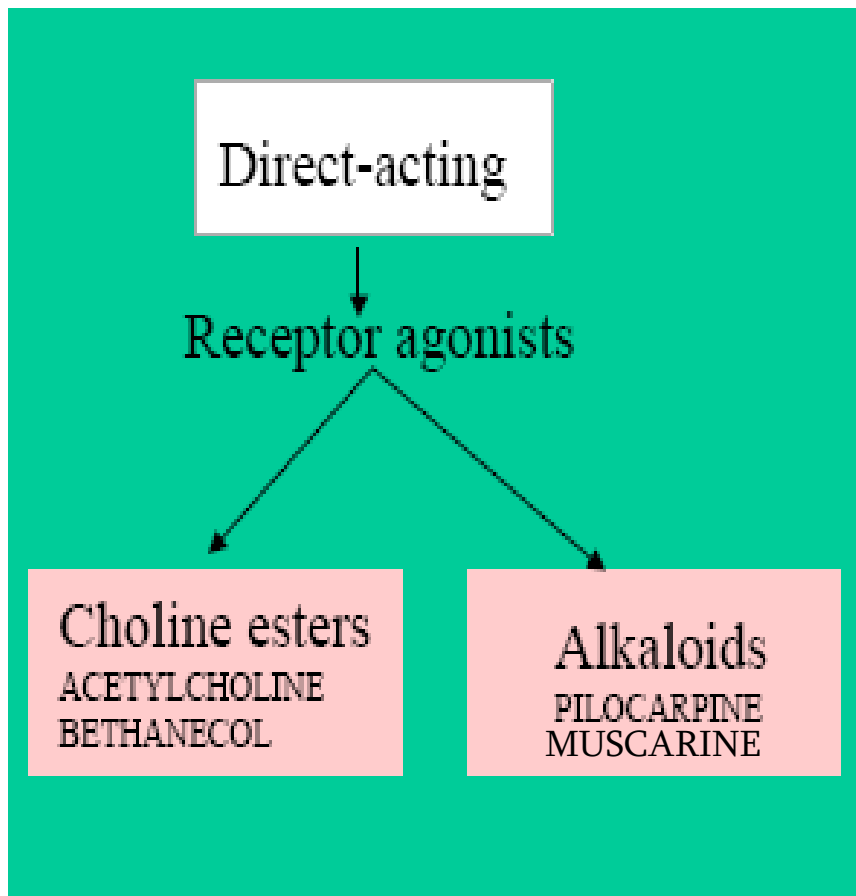 Direct-acting
Receptor agonists
Choline esters
ACETYLCHOLINE
BETHANECOL
Alkaloids
PILOCARPINE
MUSCARINE